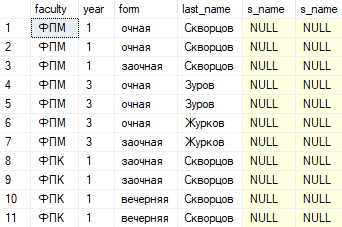 faculty year form last_name s_name s_name
1 ФПМ 1 очная Скворцов NULL NULL
2 ФПМ 1 очная Скворцов NULL NULL
3 ФПМ 1 заочная Скворцов NULL NULL
4 ФПМ 3 очная Зуров NULL NULL
5 ФПМ 3 очная Зуров NULL NULL
6 ФПМ 3 очная Журков NULL NULL
7 ФПМ 3 заочная Журков NULL NULL
8 ФПК 1 заочная Скворцов NULL NULL
9 ФПК 1 заочная Скворцов NULL NULL
10 ФПК 1 вечерняя Скворцов NULL NULL
11 ФПК 1 вечерняя Скворцов NULL NULL